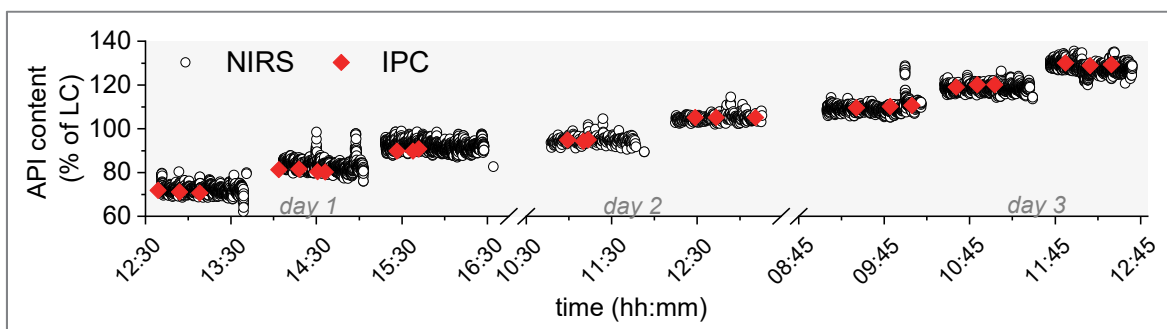 140
120
100
80
60
API content
(% of LC)
NIRS IPC
day 1 day 2 day 3
12:30 13:30 14:30 15:30 16:30 10:30 11:30 12:30 08:45 09:45 10:45 11:45 12:45
time (hh:mm)